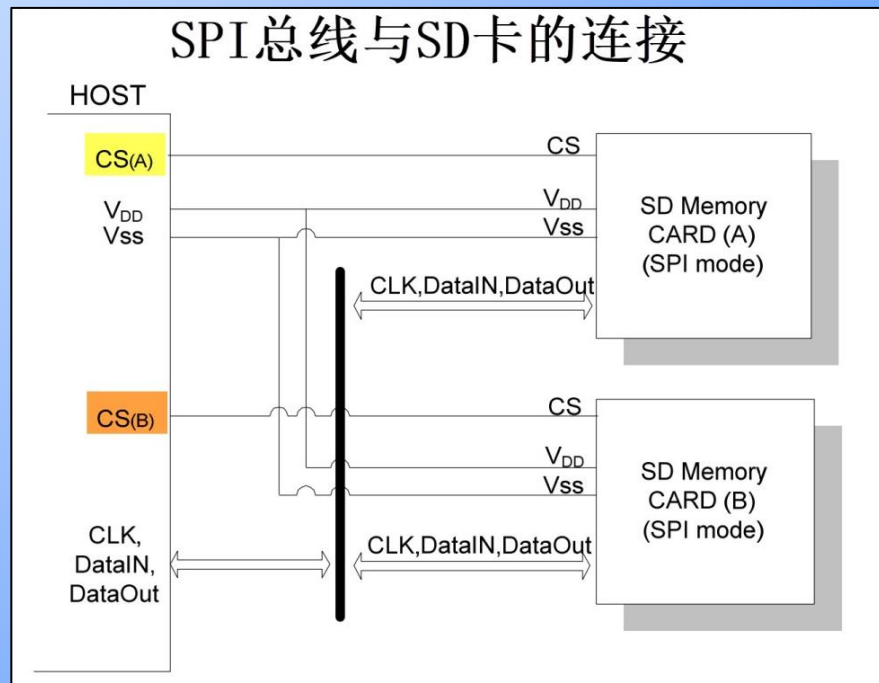 SPI总线与SD卡的连接
HOST
CS(A)
CS
VDD
Vss
VDD
Vss
SD Memory
CARD (A)
(SPI mode)
CLK,DataIN,DataOut
CS(B)
CS
VDD
Vss
SD Memory
CARD (B)
(SPI mode)
CLK,
DataIN,
DataOut
CLK,DataIN,DataOut